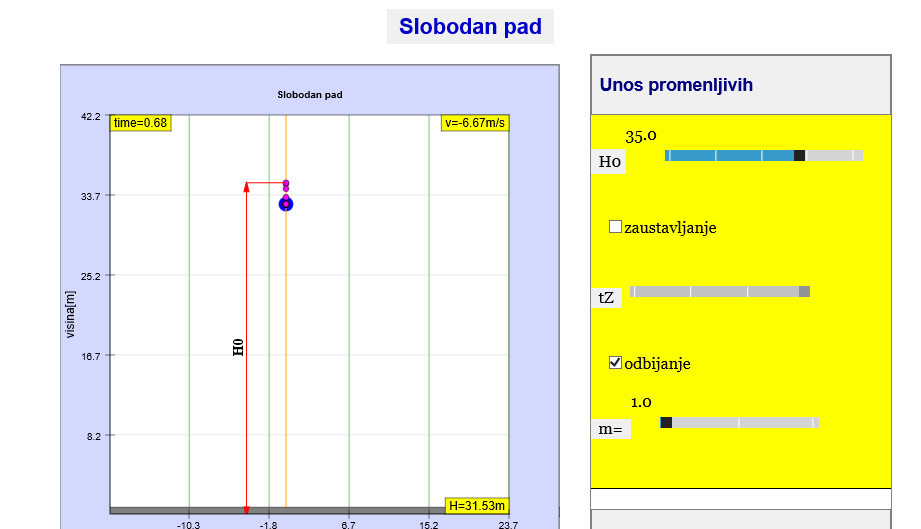 Slobodan pad
Slobodan pad
42.2
time=0.68
v=-6.67m/s
33.7
25.2
visina[m]
16.7
H0
8.2
H=31.53m
-10.3
-1.8
6.7
15.2
23.7
Unos promenljivih
35.0
H0
zaustavljanje
tZ
odbijanje
1.0
m=